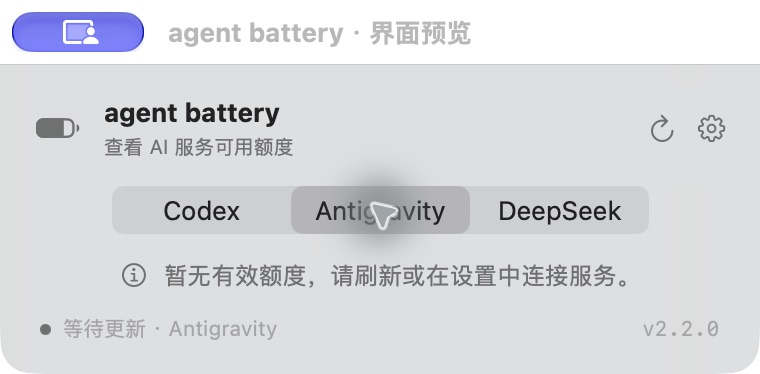 agent battery · 界面预览
agent battery
查看 AI 服务可用额度
Codex Antigravity DeepSeek
暂无有效额度，请刷新或在设置中连接服务。
等待更新 · Antigravity v2.2.0